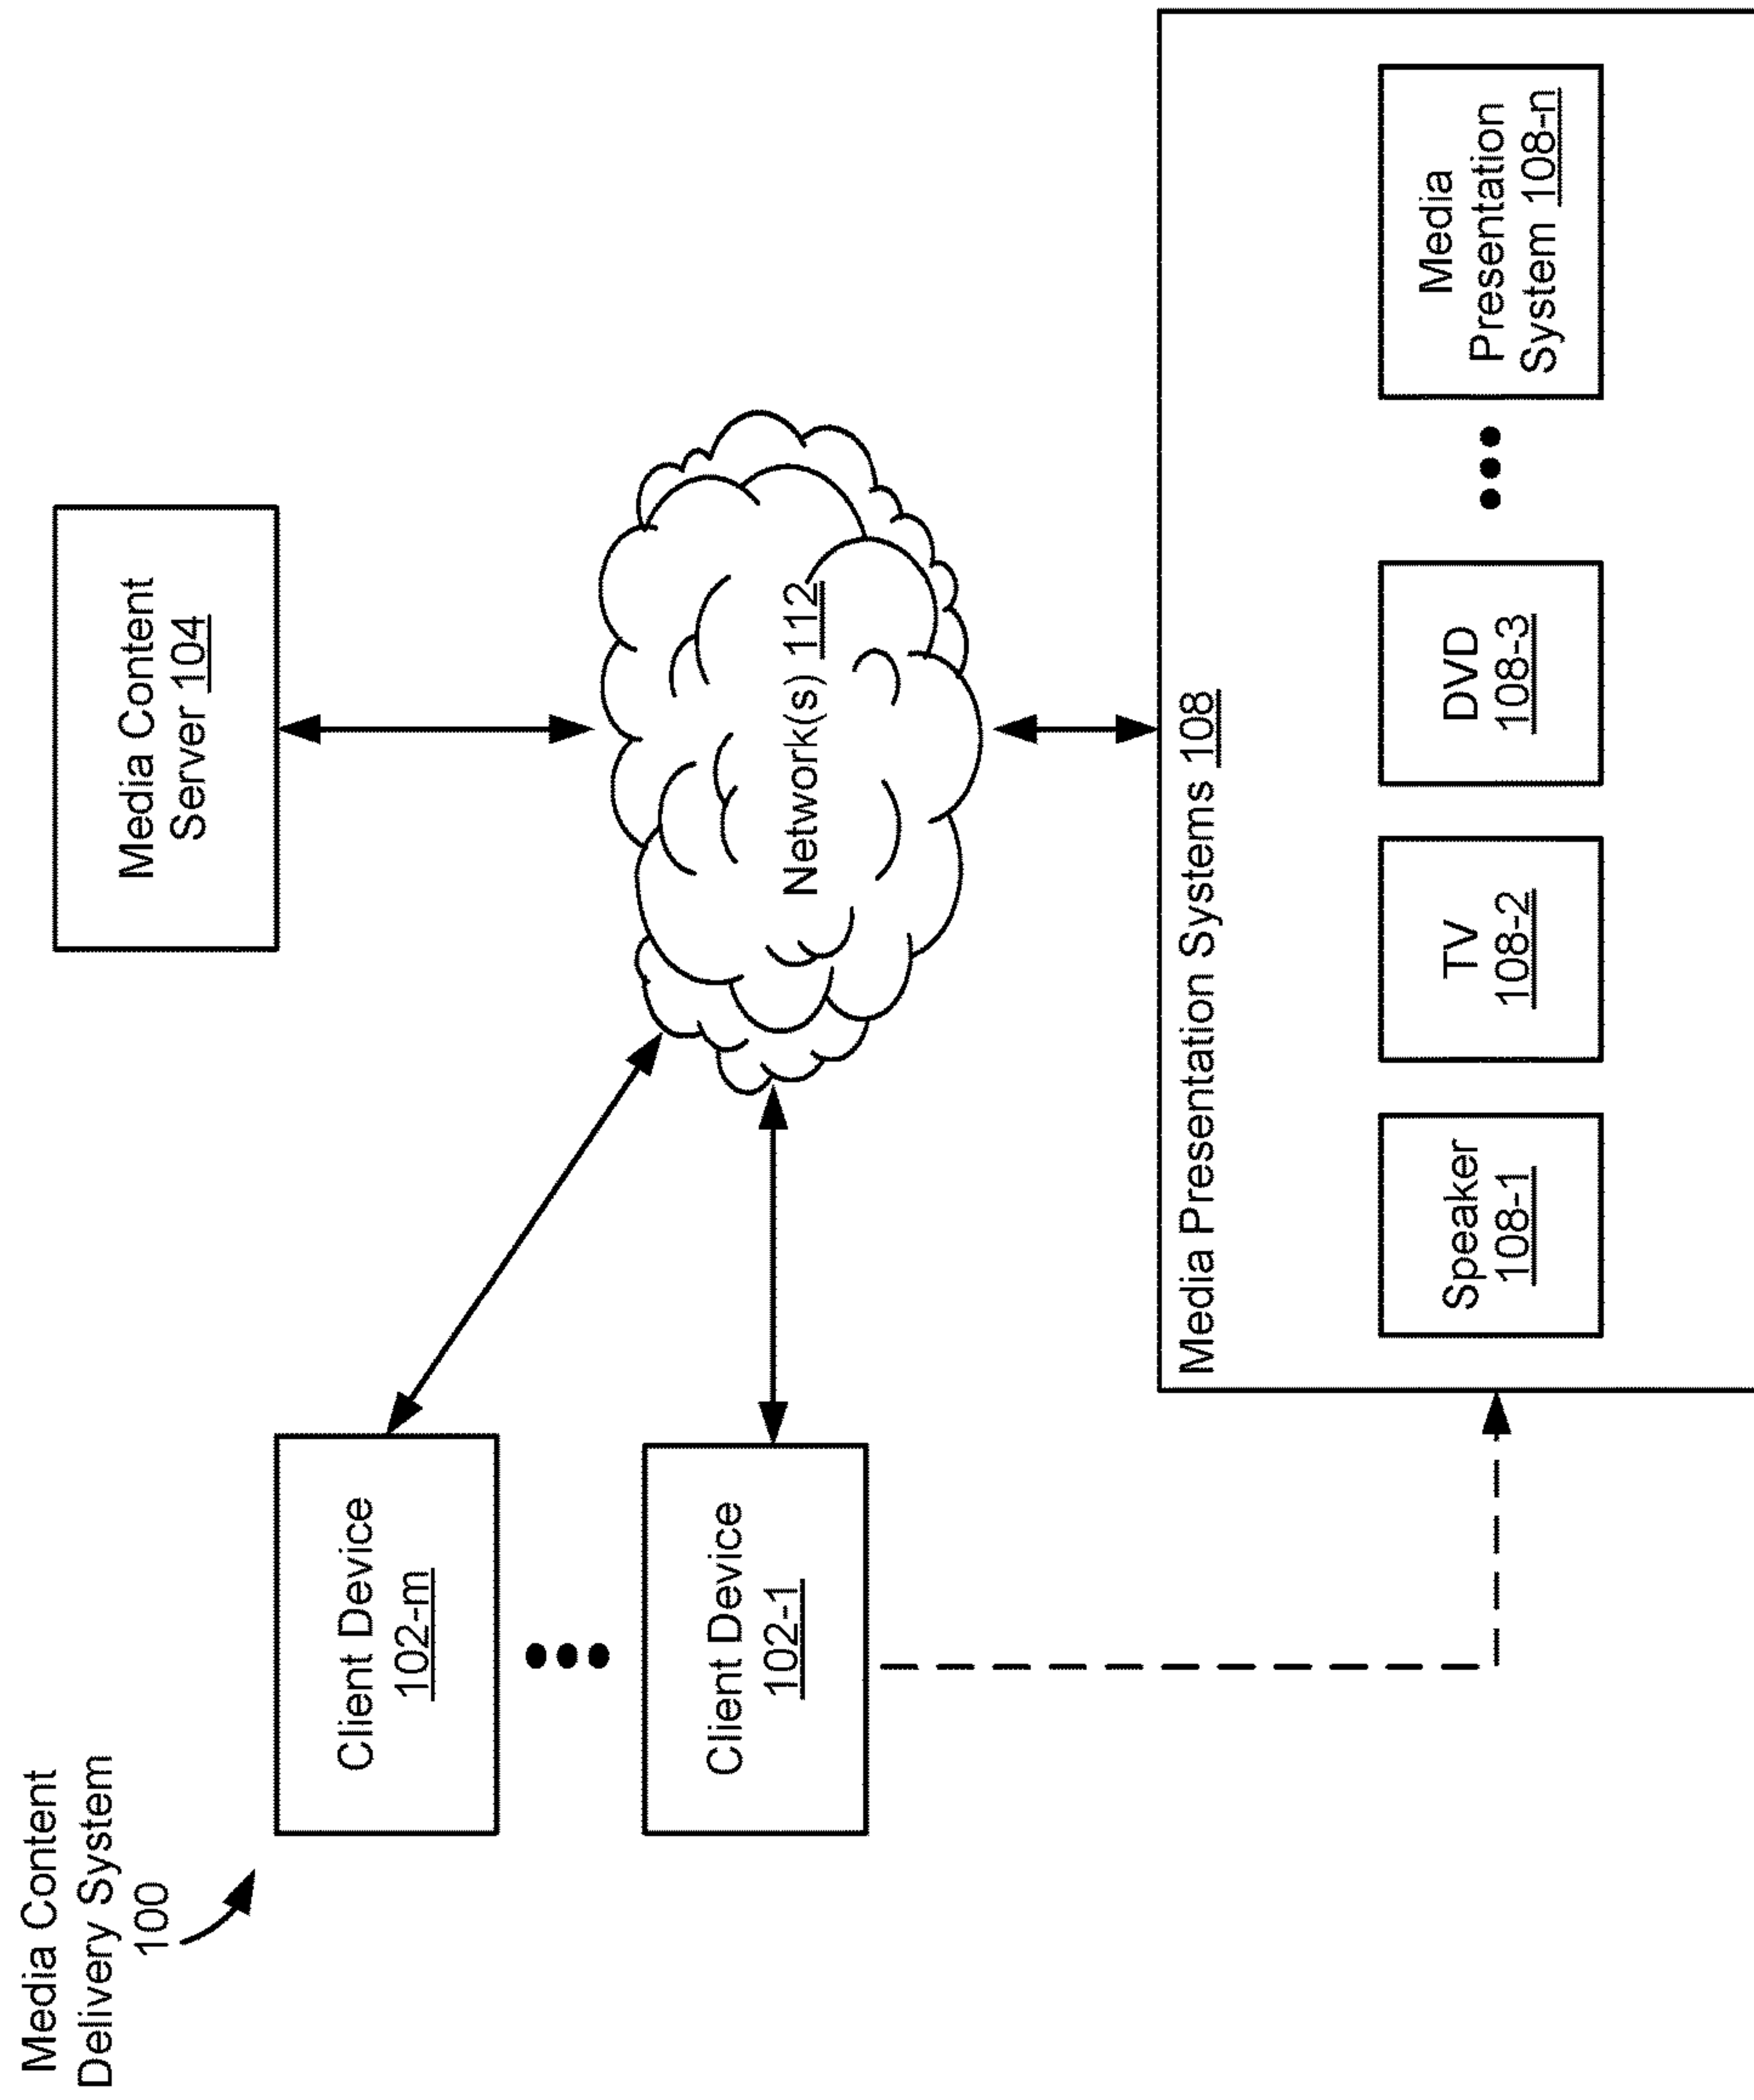 Media Content
Delivery System
100
Client Device
102-m
Client Device
102-1
Media Content
Server 104
Network(s) 112
Media Presentation Systems 108
Speaker
108-1
TV
108-2
DVD
108-3
Media
Presentation
System 108-n